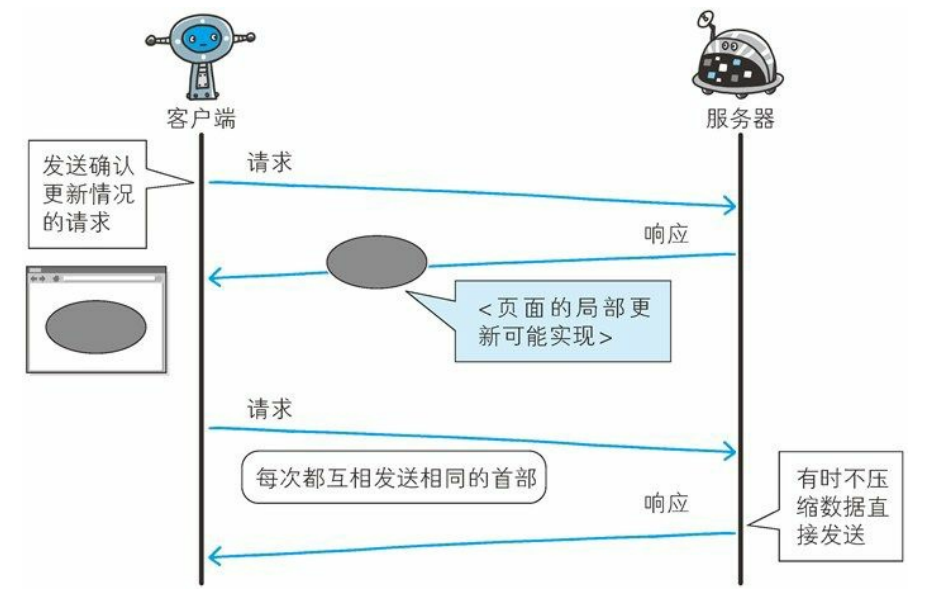 客户端
服务器
发送确认
更新情况
的请求
请求
响应
<页面的局部更
新可能实现>
请求
每次都互相发送相同的首部
响应
有时不压
缩数据直
接发送